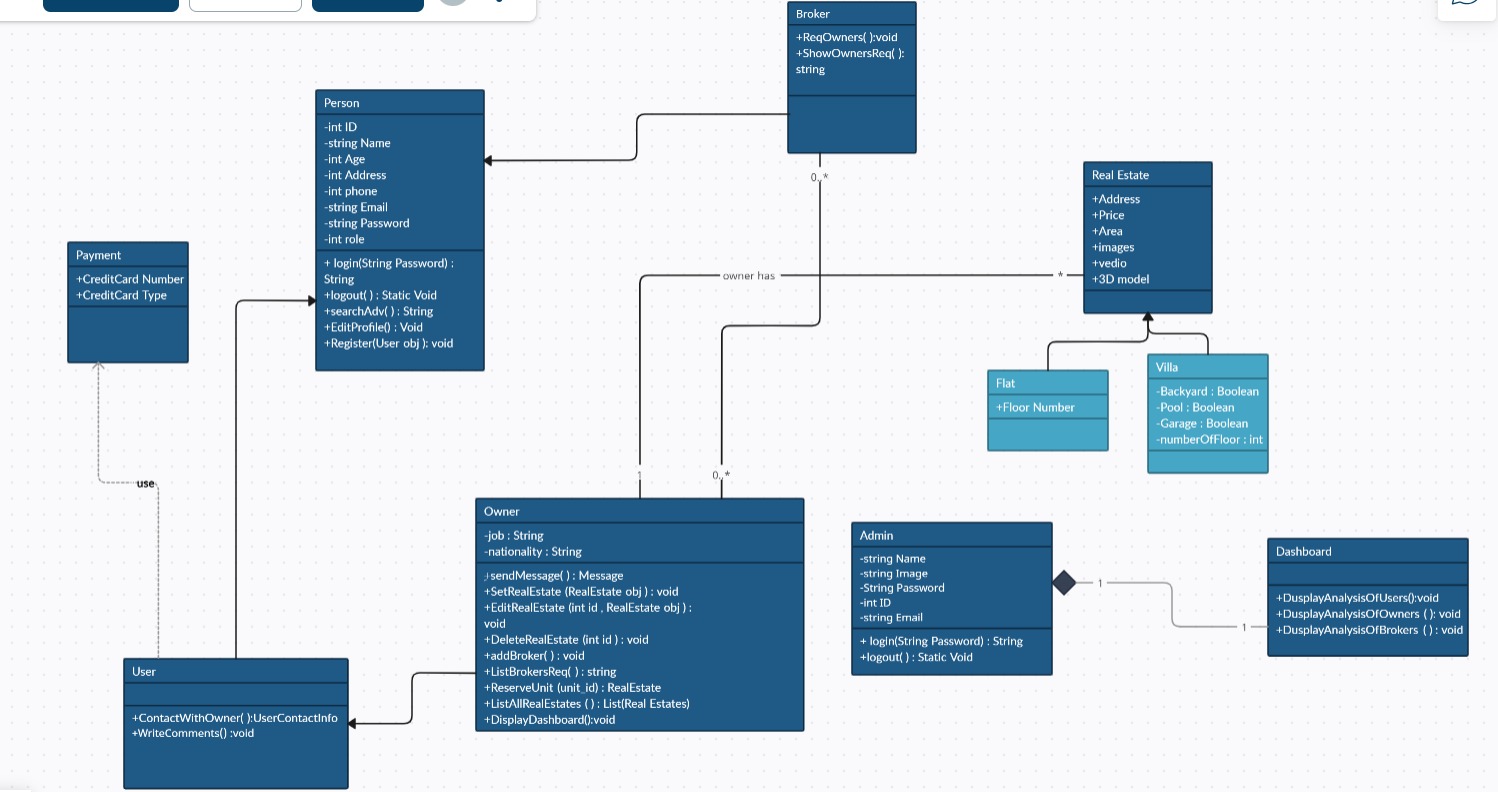 Broker
+ReqOwners( ):void
+ShowOwnersReq( ):
string
Person
-int ID
-string Name
-int Age
-int Address
-int phone
-string Email
-string Password
-int role
+ login(String Password) :
String
+logout( ) : Static Void
+searchAdv( ) : String
+EditProfile() : Void
+Register(User obj ): void
0..*
Real Estate
+Address
+Price
+Area
+images
+vedio
+3D model
Payment
+CreditCard Number
+CreditCard Type
owner has
*
Flat
+Floor Number
Villa
-Backyard : Boolean
-Pool : Boolean
-Garage : Boolean
-numberOfFloor : int
use
1
0..*
Owner
-job : String
-nationality : String
+sendMessage( ) : Message
+SetRealEstate (RealEstate obj ) : void
+EditRealEstate (int id , RealEstate obj ) :
void
+DeleteRealEstate (int id ) : void
+addBroker( ) : void
+ListBrokersReq( ) : string
+ReserveUnit (unit_id) : RealEstate
+ListAllRealEstates ( ) : List(Real Estates)
+DisplayDashboard():void
Admin
-string Name
-string Image
-String Password
-int ID
-string Email
+ login(String Password) : String
+logout( ) : Static Void
1
1
Dashboard
+DusplayAnalysisOfUsers():void
+DusplayAnalysisOfOwners ( ): void
+DusplayAnalysisOfBrokers ( ) : void
User
+ContactWithOwner( ):UserContactInfo
+WriteComments() :void